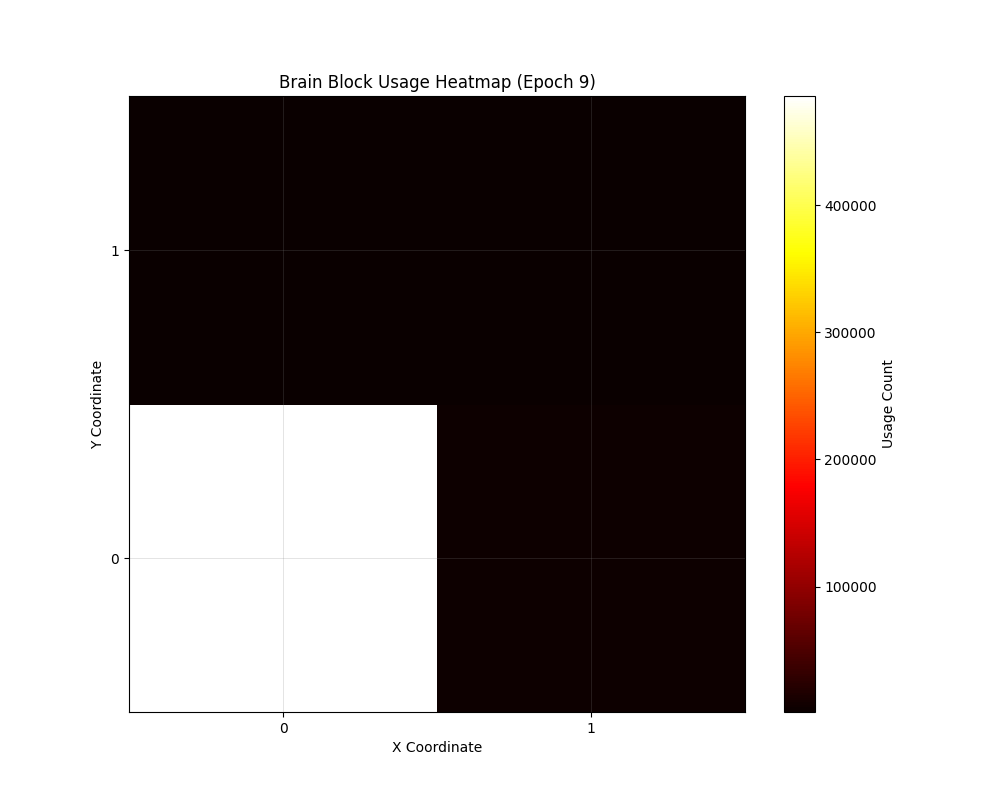 Brain Block Usage Heatmap (Epoch 9)
1
0
Y Coordinate
0
1
X Coordinate
400000
300000
200000
100000
Usage Count